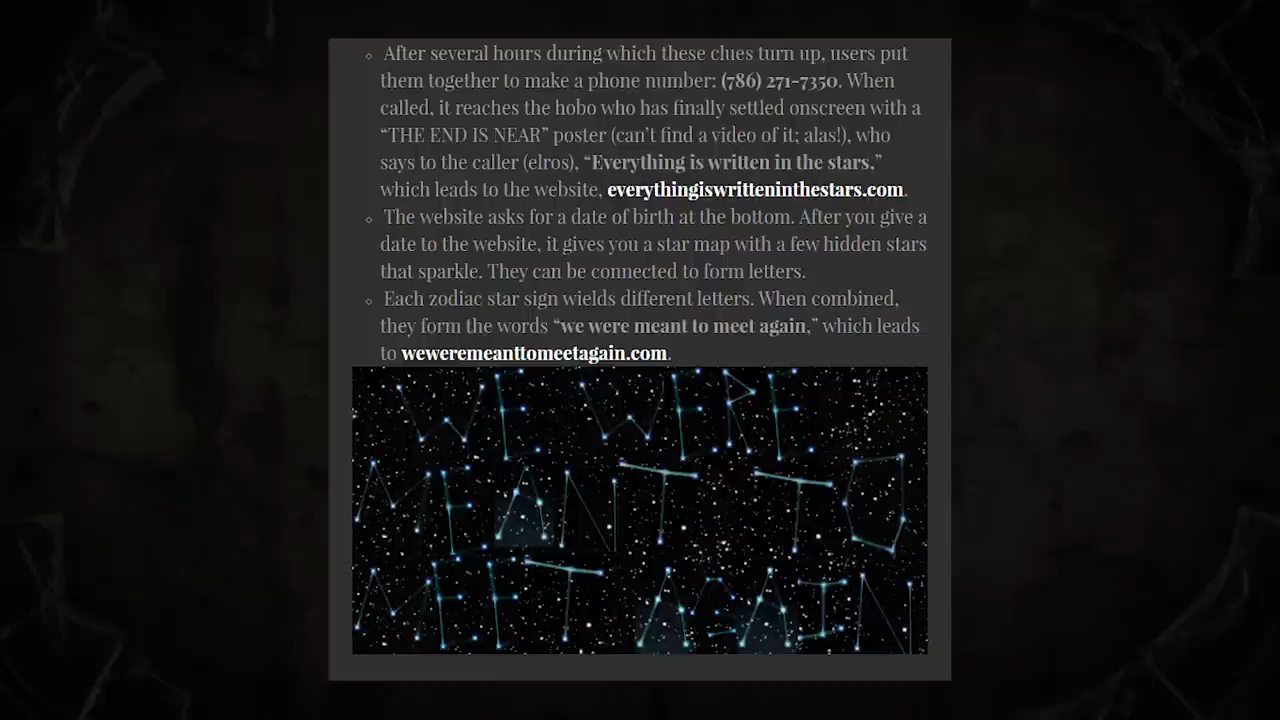 After several hours during which these clues turn up, users put
them together to make a phone number: (786) 271-7350. When
called, it reaches the hobo who has finally settled onscreen with a
“THE END IS NEAR” poster (can’t find a video of it; alas!), who
says to the caller (elros), “Everything is written in the stars,”
which leads to the website, everythingiswritteninthestars.com.
The website asks for a date of birth at the bottom. After you give a
date to the website, it gives you a star map with a few hidden stars
that sparkle. They can be connected to form letters.
Each zodiac star sign wields different letters. When combined,
they form the words “we were meant to meet again,” which leads
to weweremeanttomeetagain.com.
WE WERE
MEANT TO
MEET AGAIN